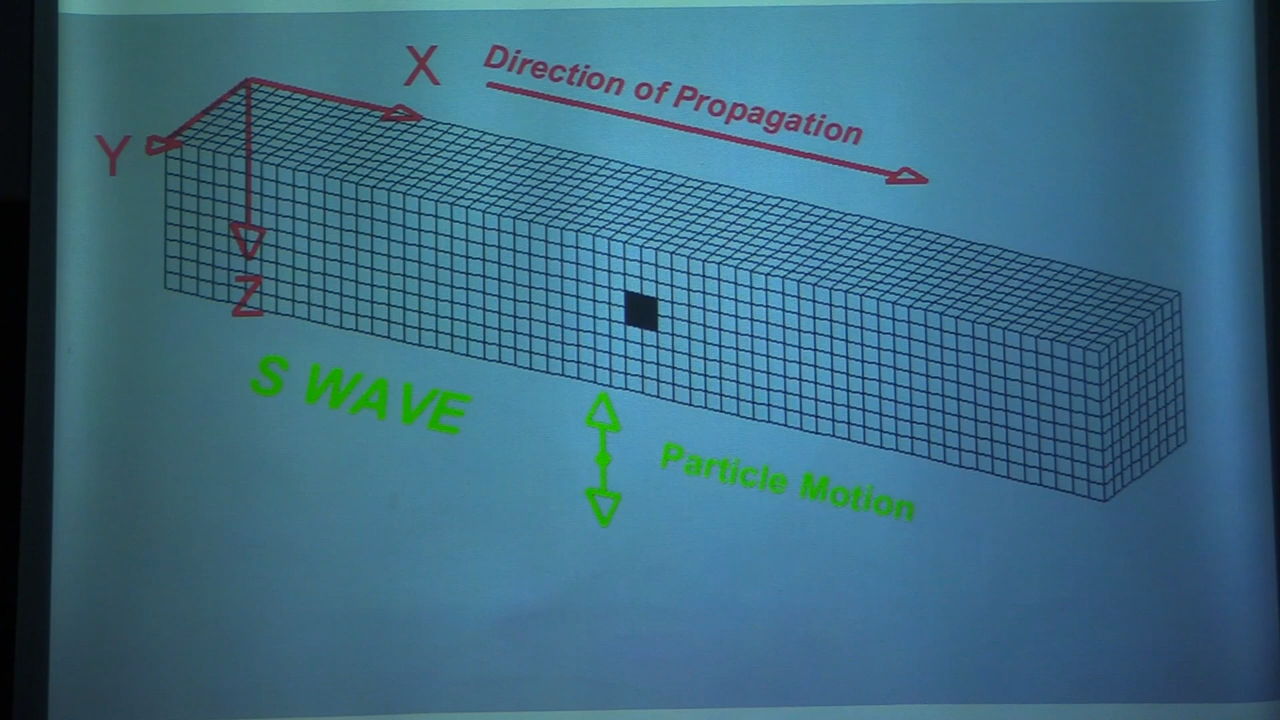 X
Direction of Propagation
Y
Z
S WAVE
Particle Motion